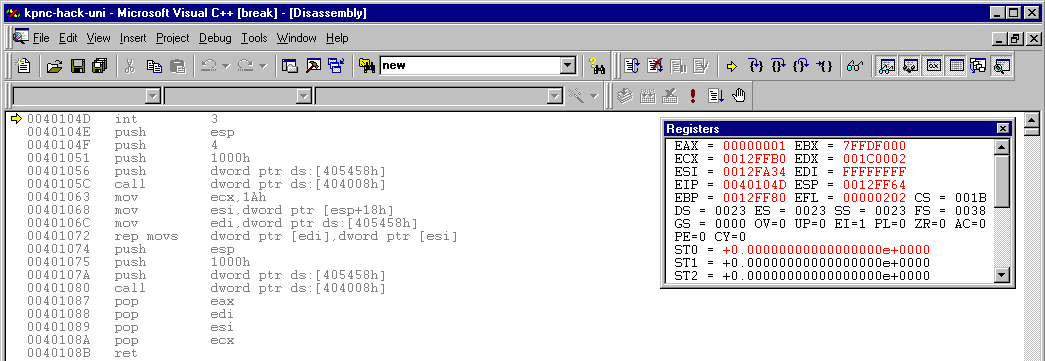 kpnc-hack-uni - Microsoft Visual C++ [break] - [Disassembly]
File Edit View Insert Project Debug Tools Window Help
new
0040104D int 3
0040104E push esp
0040104F push 4
00401051 push 1000h
00401056 push dword ptr ds:[405458h]
0040105C call dword ptr ds:[404008h]
00401063 mov ecx,1Ah
00401068 mov esi,dword ptr [esp+18h]
0040106C mov edi,dword ptr ds:[405458h]
00401072 rep movs dword ptr [edi],dword ptr [esi]
00401074 push esp
00401075 push 1000h
0040107A push dword ptr ds:[405458h]
00401080 call dword ptr ds:[404008h]
00401087 pop eax
00401088 pop edi
00401089 pop esi
0040108A pop ecx
0040108B ret
Registers
EAX = 00000001 EBX = 7FFDF000
ECX = 0012FFB0 EDX = 001C0002
ESI = 0012FA34 EDI = FFFFFFFF
EIP = 0040104D ESP = 0012FF64
EBP = 0012FF80 EFL = 00000202 CS = 001B
DS = 0023 ES = 0023 SS = 0023 FS = 0038
GS = 0000 OV=0 UP=0 EI=1 PL=0 ZR=0 AC=0
PE=0 CY=0
ST0 = +0.00000000000000000e+0000
ST1 = +0.00000000000000000e+0000
ST2 = +0.00000000000000000e+0000